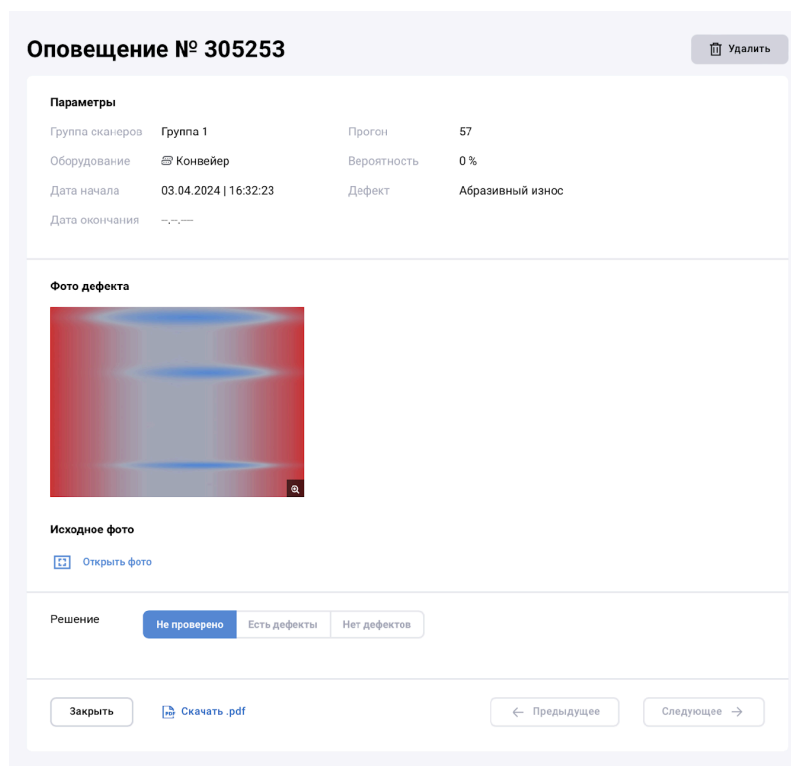 Оповещение № 305253
Удалить
Параметры
Группа сканеров Группа 1 Прогон 57
Оборудование Конвейер Вероятность 0 %
Дата начала 03.04.2024 | 16:32:23 Дефект Абразивный износ
Дата окончания --.--.----
Фото дефекта
Исходное фото
Открыть фото
Решение Не проверено Есть дефекты Нет дефектов
Закрыть PDF Скачать .pdf ← Предыдущее Следующее →